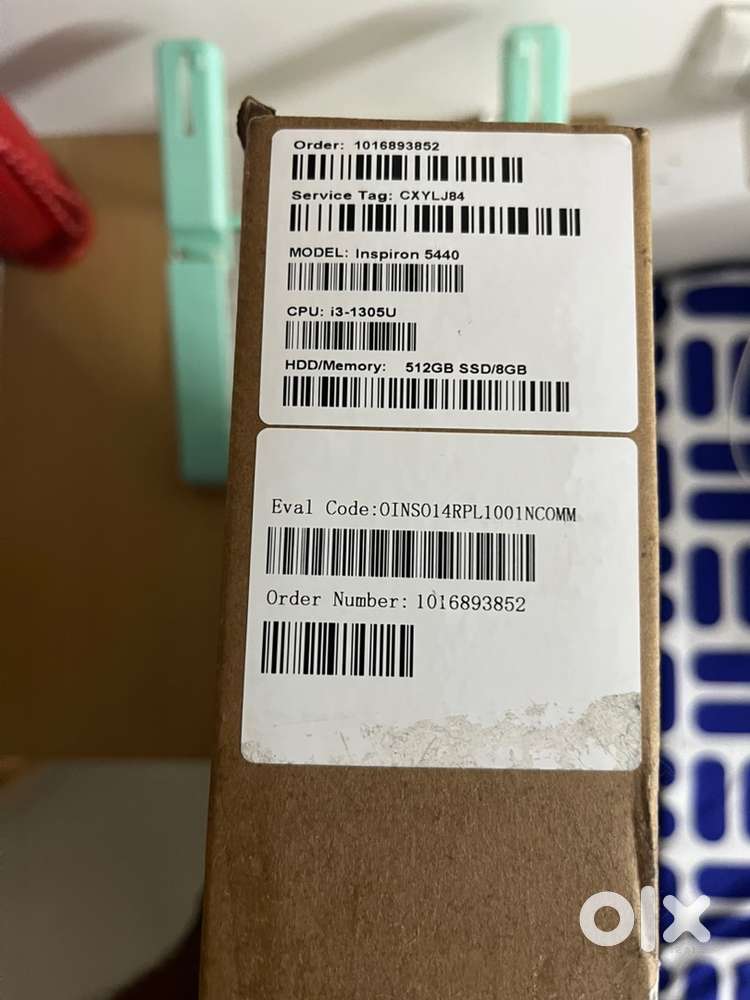 Order: 1016893852
Service Tag: CXYLJ84
MODEL: Inspiron 5440
CPU: i3-1305U
HDD/Memory: 512GB SSD/8GB
Eval Code:OINSO14RPL1001NCOMM
Order Number: 1016893852
olx